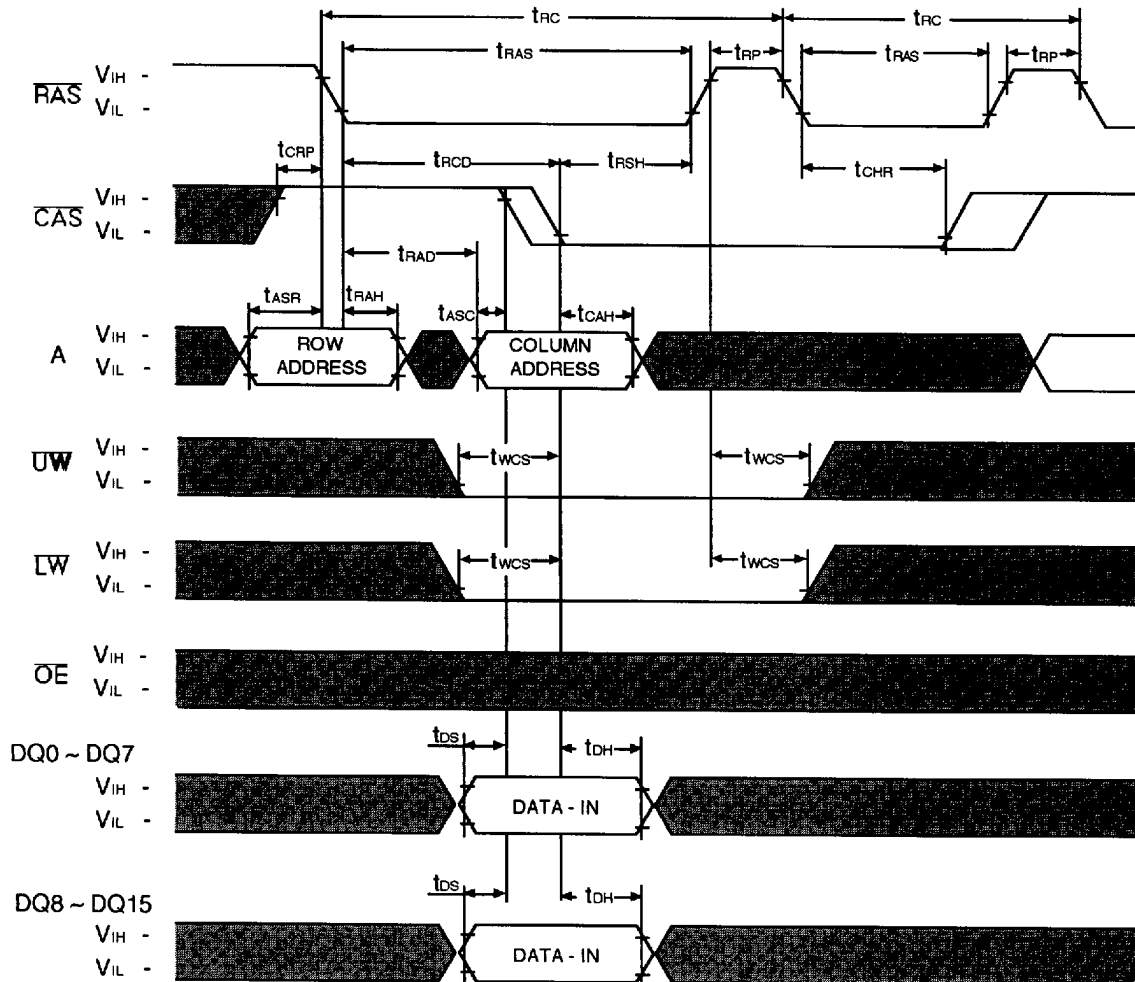 tRC tRC
tRAS tRP tRAS tRP
RAS VIH -
VIL -
tCRP tRCD tRSH tCHR
CAS VIH -
VIL -
tRAD
tASR tRAH tASC tCAH
A VIH -
VIL -
ROW ADDRESS
COLUMN ADDRESS
UW VIH -
VIL -
tWCS tWCS
LW VIH -
VIL -
tWCS tWCS
OE VIH -
VIL -
tDS tDH
DQ0 ~ DQ7
VIH -
VIL -
DATA - IN
tDS tDH
DQ8 ~ DQ15
VIH -
VIL -
DATA - IN